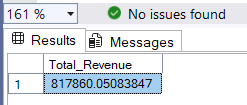 161 % No issues found
Results Messages
Total_Revenue
1 817860.05083847